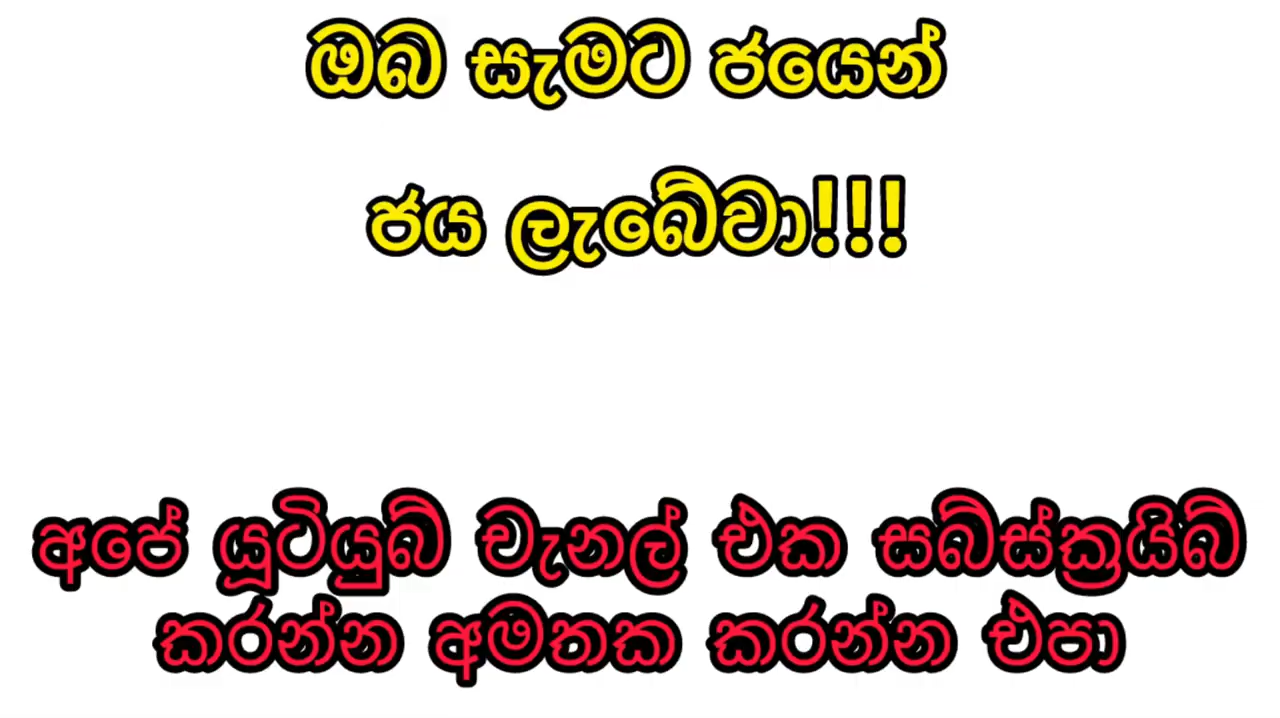 ඔබ සැමට ජයෙන්
ජය ලැබේවා!!!
අපේ යූටියුබ් චැනල් එක සබ්ස්ක්‍රයිබ්
කරන්න අමතක කරන්න එපා